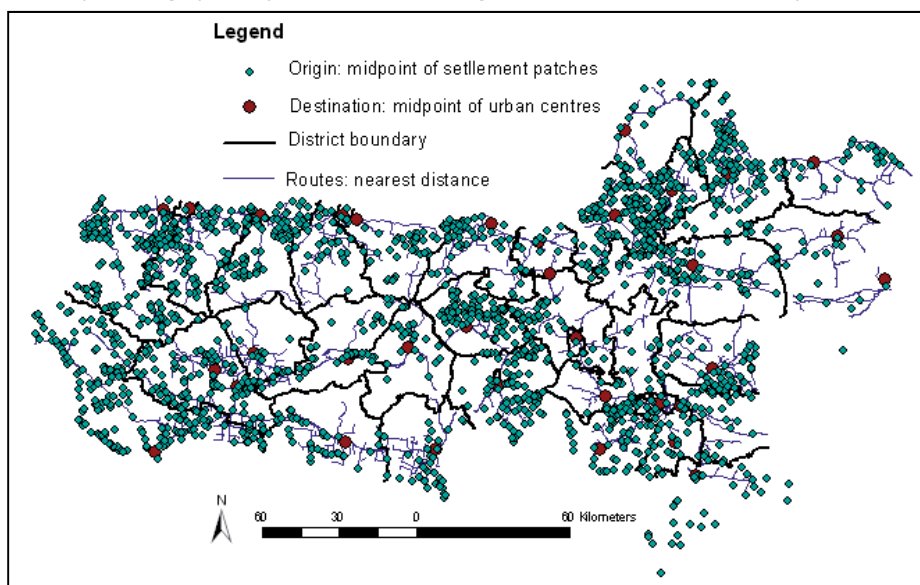 Legend
Origin: midpoint of setllement patches
Destination: midpoint of urban centres
District boundary
Routes: nearest distance
N
60 30 0 60 Kilometers